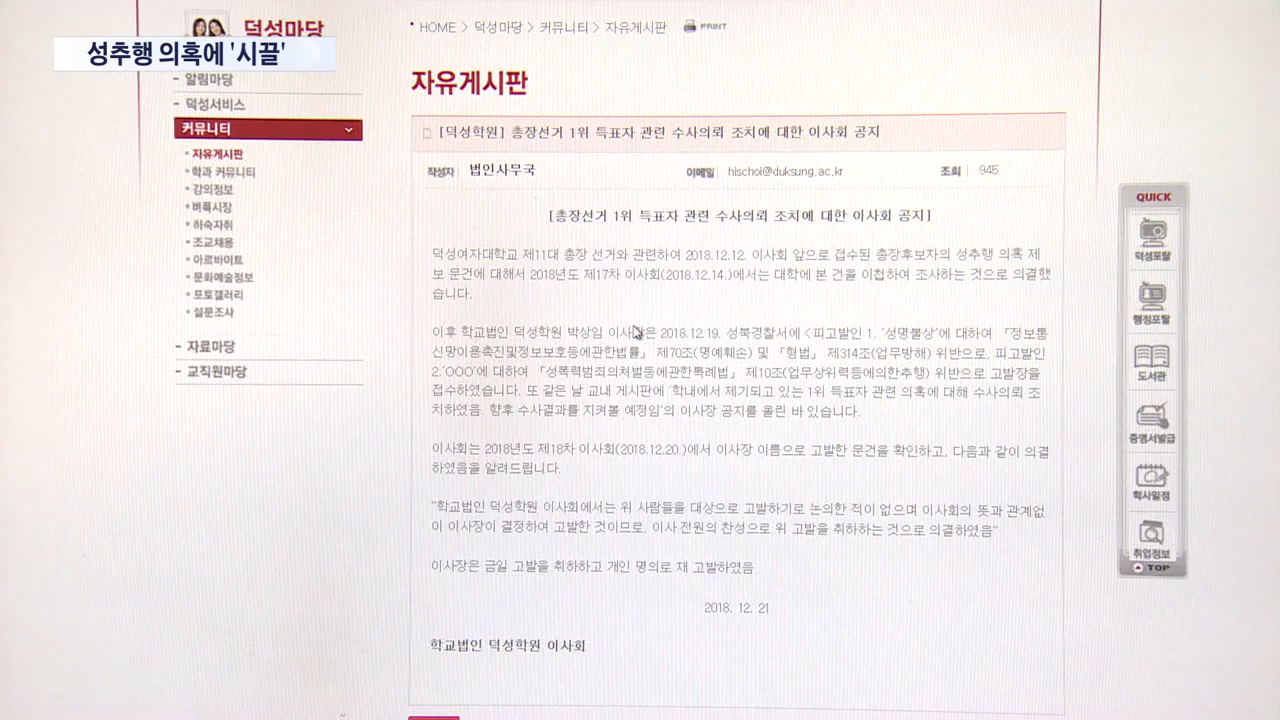 성추행 의혹에 '시끌'
덕성마당
HOME > 덕성마당 > 커뮤니티 > 자유게시판 PRINT
- 알림마당
- 덕성서비스
커뮤니티
자유게시판
학과 커뮤니티
강의정보
벼룩시장
하숙자취
조교채용
아르바이트
문화예술정보
포토갤러리
설문조사
- 자료마당
- 교직원마당
자유게시판
[덕성학원] 총장선거 1위 득표자 관련 수사의뢰 조치에 대한 이사회 공지
작성자 법인사무국 이메일 hischoi@duksung.ac.kr 조회 945
[총장선거 1위 득표자 관련 수사의뢰 조치에 대한 이사회 공지]
덕성여자대학교 제11대 총장 선거와 관련하여 2018.12.12. 이사회 앞으로 접수된 총장후보자의 성추행 의혹 제
보 문건에 대해서 2018년도 제17차 이사회(2018.12.14.)에서는 대학에 본 건을 이첩하여 조사하는 것으로 의결했
습니다.
이후 학교법인 덕성학원 박상임 이사장은 2018.12.19. 성북경찰서에 <피고발인 1. '성명불상'에 대하여 「정보통
신망이용촉진및정보보호등에관한법률」 제70조(명예훼손) 및 「형법」 제314조(업무방해) 위반으로, 피고발인
2.○○○에 대하여 「성폭력범죄의처벌등에관한특례법」 제10조(업무상위력등에의한추행) 위반으로 고발장을
접수하였습니다. 또 같은 날 교내 게시판에 '학내에서 제기되고 있는 1위 득표자 관련 의혹에 대해 수사의뢰 조
치하였음. 향후 수사결과를 지켜볼 예정임'의 이사장 공지를 올린 바 있습니다.
이사회는 2018년도 제18차 이사회(2018.12.20.)에서 이사장 이름으로 고발한 문건을 확인하고, 다음과 같이 의결
하였음을 알려드립니다.
"학교법인 덕성학원 이사회에서는 위 사람들을 대상으로 고발하기로 논의한 적이 없으며 이사회의 뜻과 관계없
이 이사장이 결정하여 고발한 것이므로, 이사 전원의 찬성으로 위 고발을 취하하는 것으로 의결하였음"
이사장은 금일 고발을 취하하고 개인 명의로 재 고발하였음
2018. 12. 21
학교법인 덕성학원 이사회
QUICK
덕성포탈
행정포탈
도서관
증명서발급
학사일정
취업정보
TOP